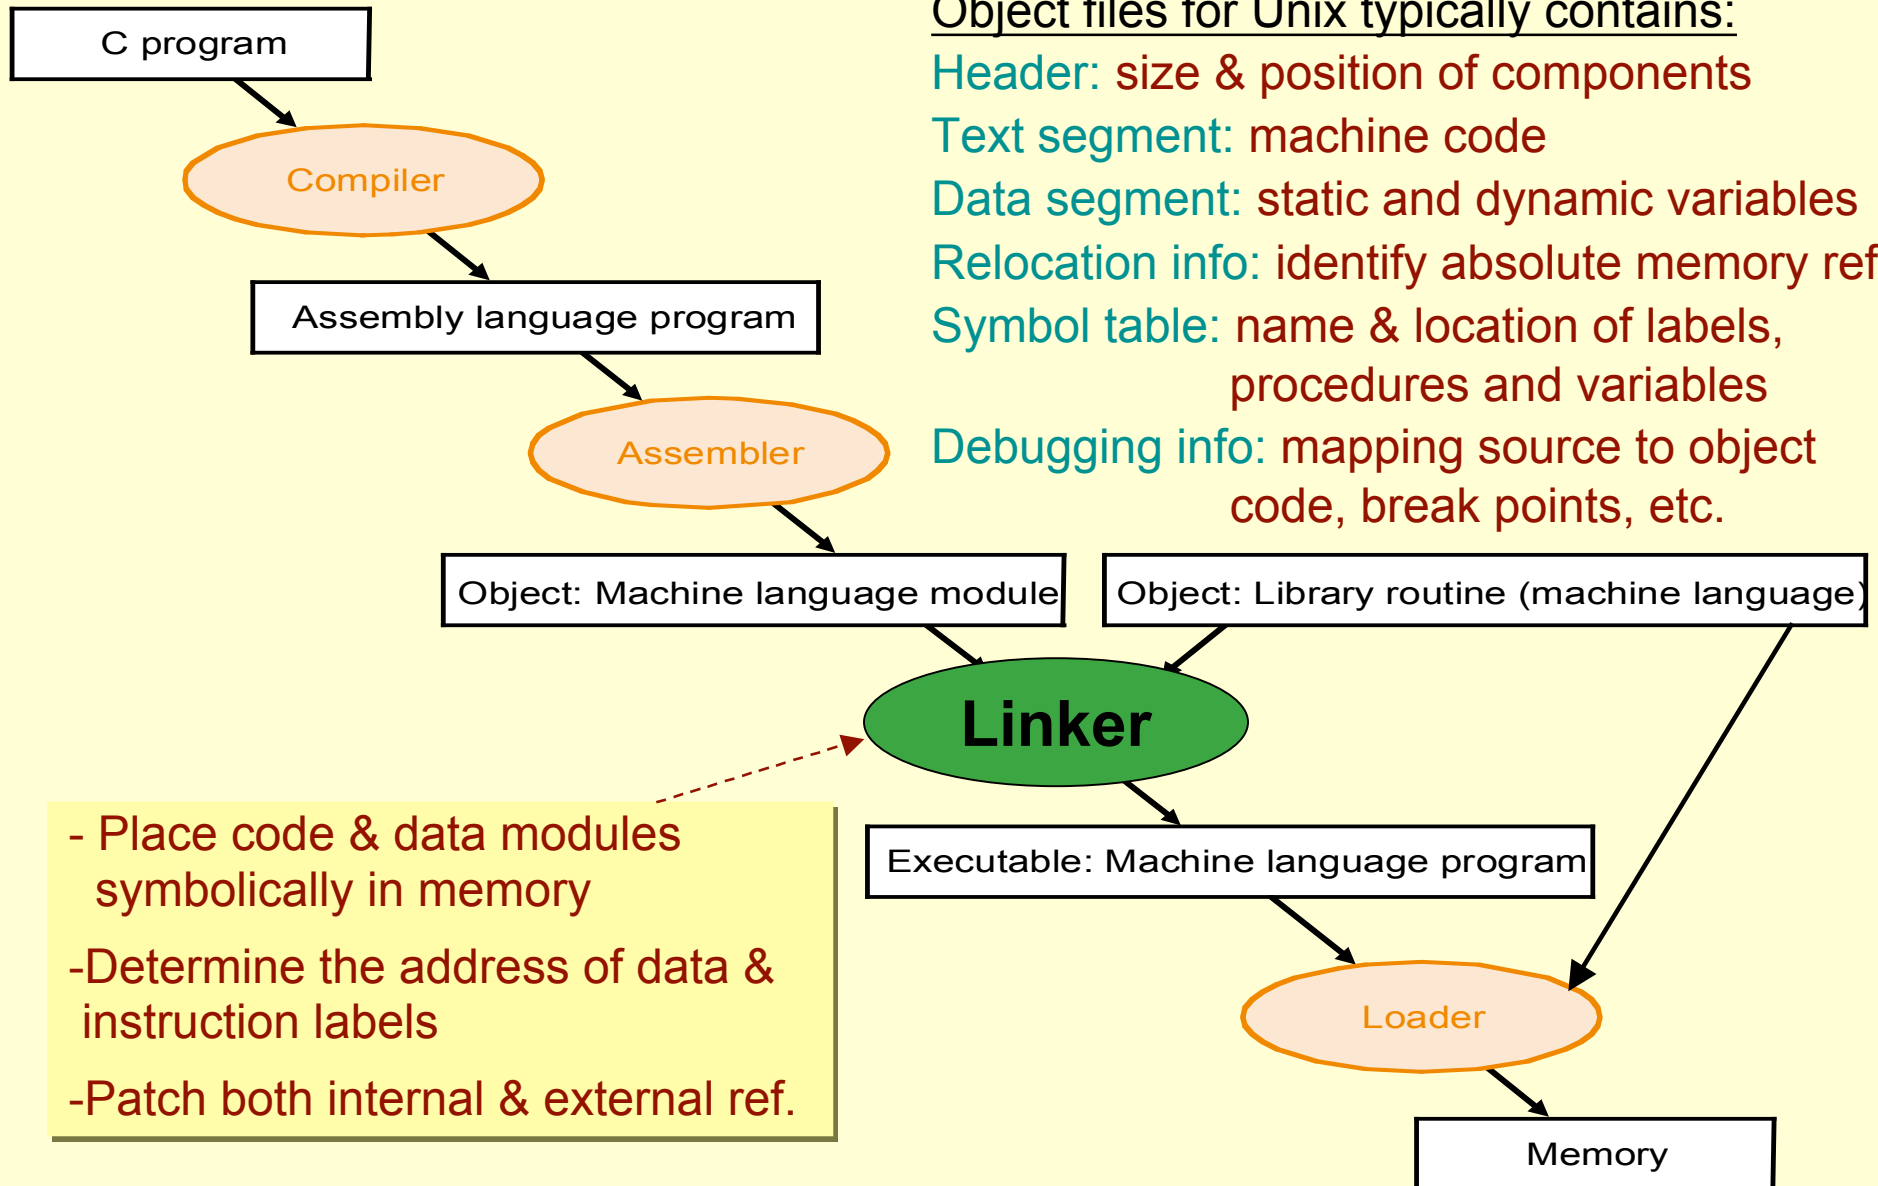 C program
Compiler
Assembly language program
Assembler
Object files for Unix typically contains:
Header: size & position of components
Text segment: machine code
Data segment: static and dynamic variables
Relocation info: identify absolute memory ref
Symbol table: name & location of labels,
procedures and variables
Debugging info: mapping source to object
code, break points, etc.
Object: Machine language module
Object: Library routine (machine language)
Linker
- Place code & data modules
symbolically in memory
-Determine the address of data &
instruction labels
-Patch both internal & external ref.
Executable: Machine language program
Loader
Memory